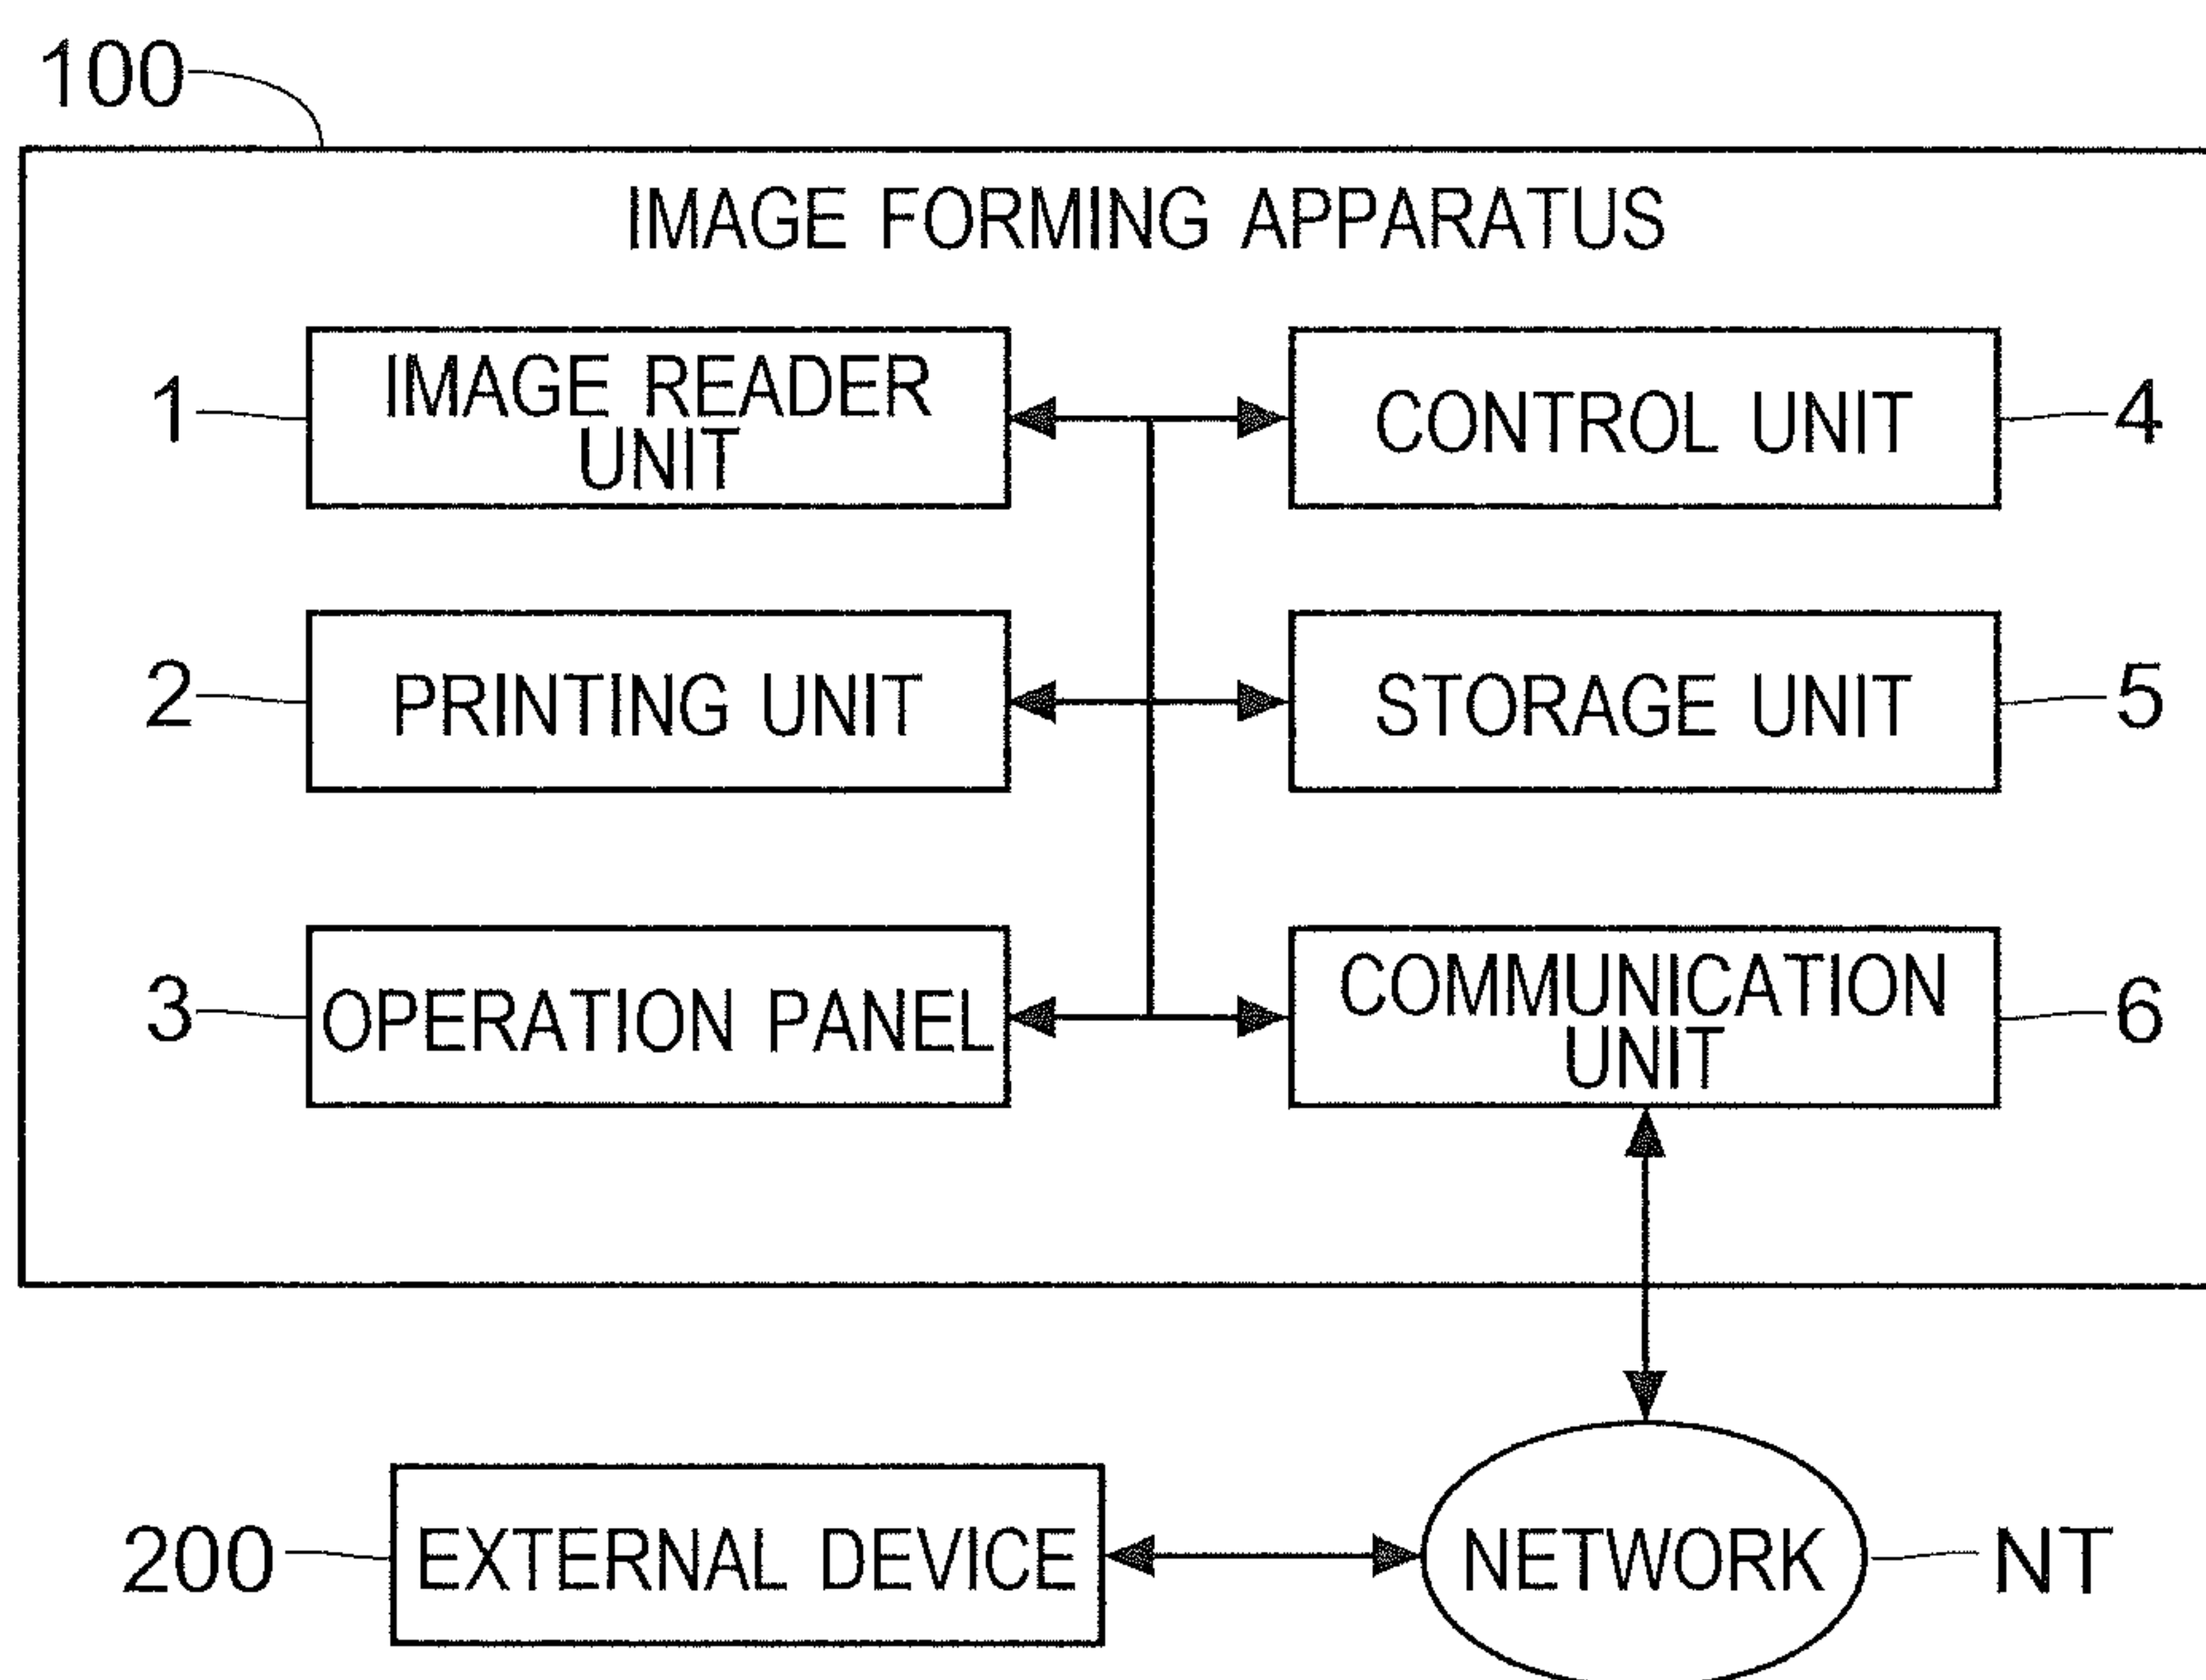 100
IMAGE FORMING APPARATUS
1
IMAGE READER
UNIT
CONTROL UNIT
4
2
PRINTING UNIT
STORAGE UNIT
5
3
OPERATION PANEL
COMMUNICATION
UNIT
6
200
EXTERNAL DEVICE
NETWORK
NT